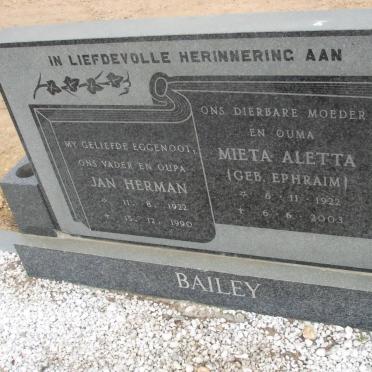 IN LIEFDEVOLLE HERINNERING AAN
MY GELIEFDE EGGENOOT,
ONS VADER EN OUPA
JAN HERMAN
* 11. 8. 1922
+ 15. 12. 1990
ONS DIERBARE MOEDER
EN OUMA
MIETA ALETTA
(GEB. EPHRAIM)
* 8. 11. 1922
+ 6. 6. 2003
BAILEY